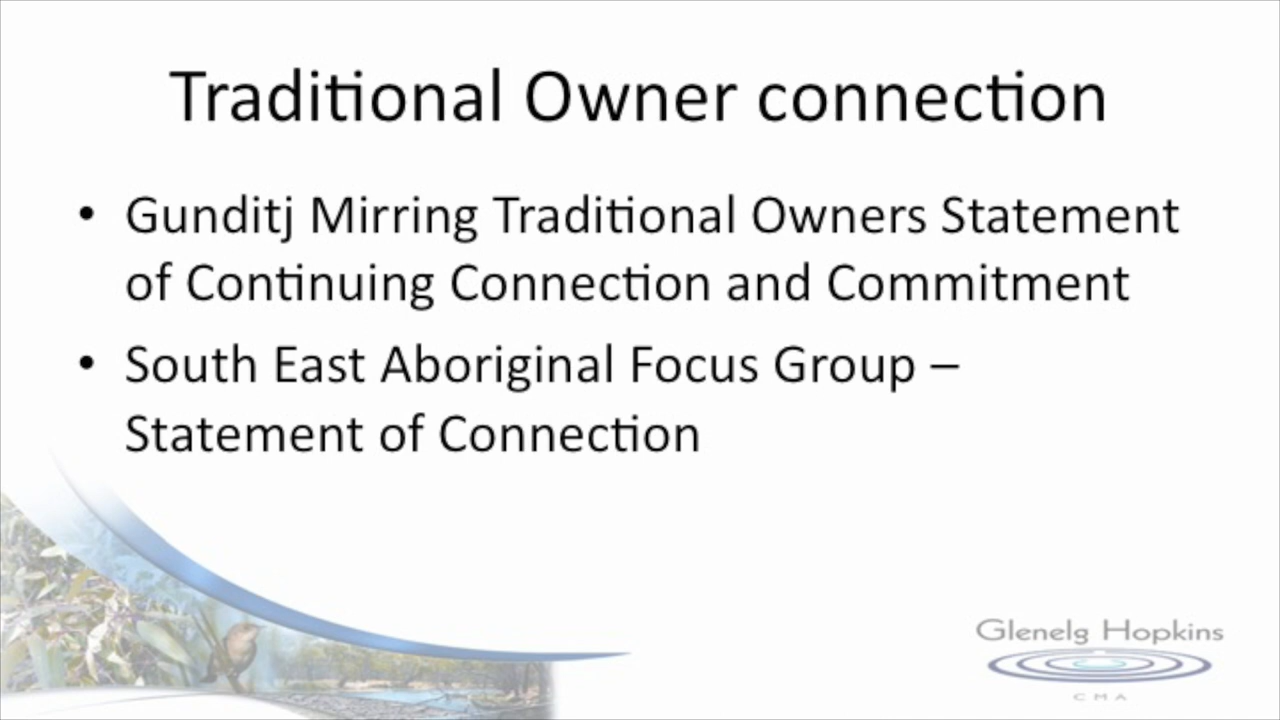 Traditional Owner connection
• Gunditj Mirring Traditional Owners Statement
of Continuing Connection and Commitment
• South East Aboriginal Focus Group –
Statement of Connection
Glenelg Hopkins
CMA